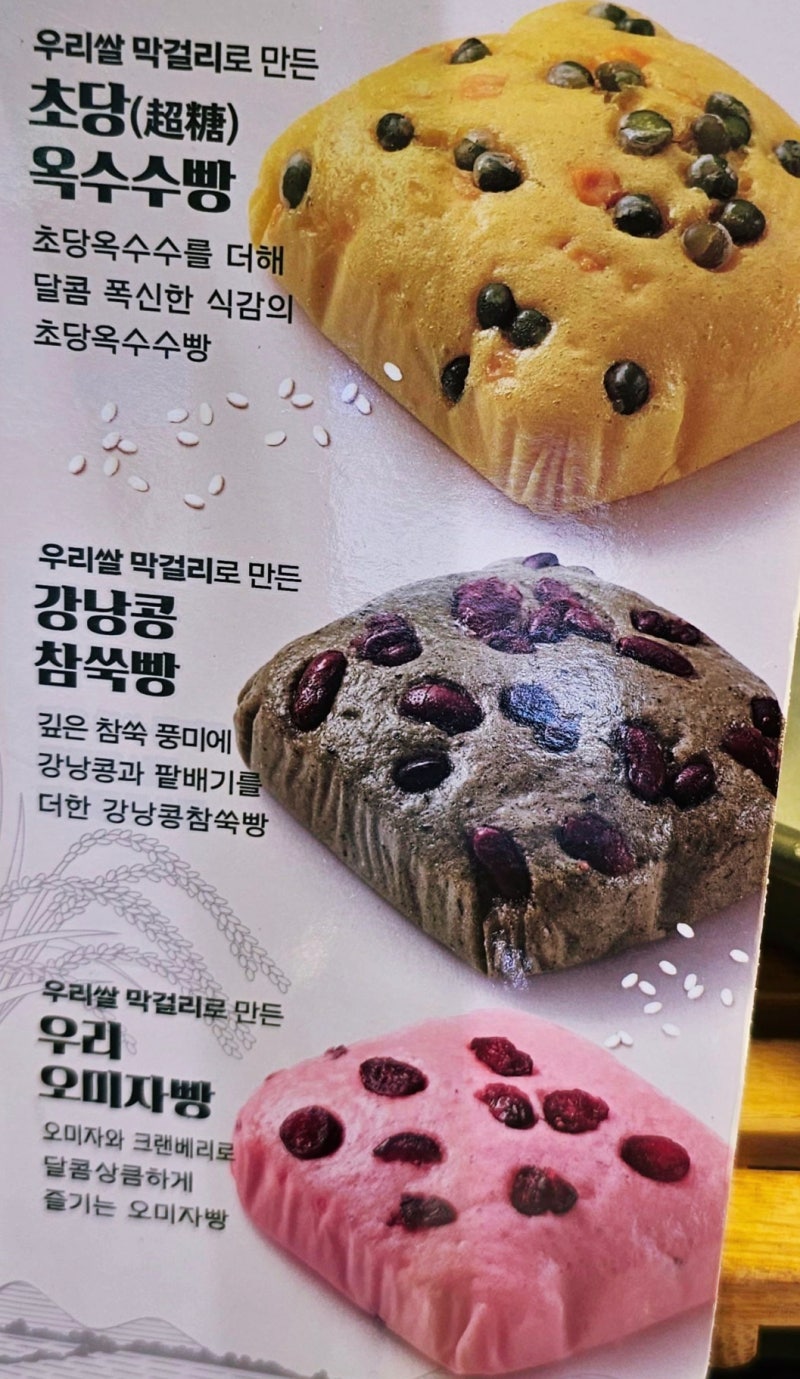 우리쌀 막걸리로 만든
초당(超糖)
옥수수빵
초당옥수수를 더해
달콤 폭신한 식감의
초당옥수수빵
우리쌀 막걸리로 만든
강낭콩
참쑥빵
깊은 참쑥 풍미에
강낭콩과 팥배기를
더한 강낭콩참쑥빵
우리쌀 막걸리로 만든
우리
오미자빵
오미자와 크랜베리로
달콤상큼하게
즐기는 오미자빵